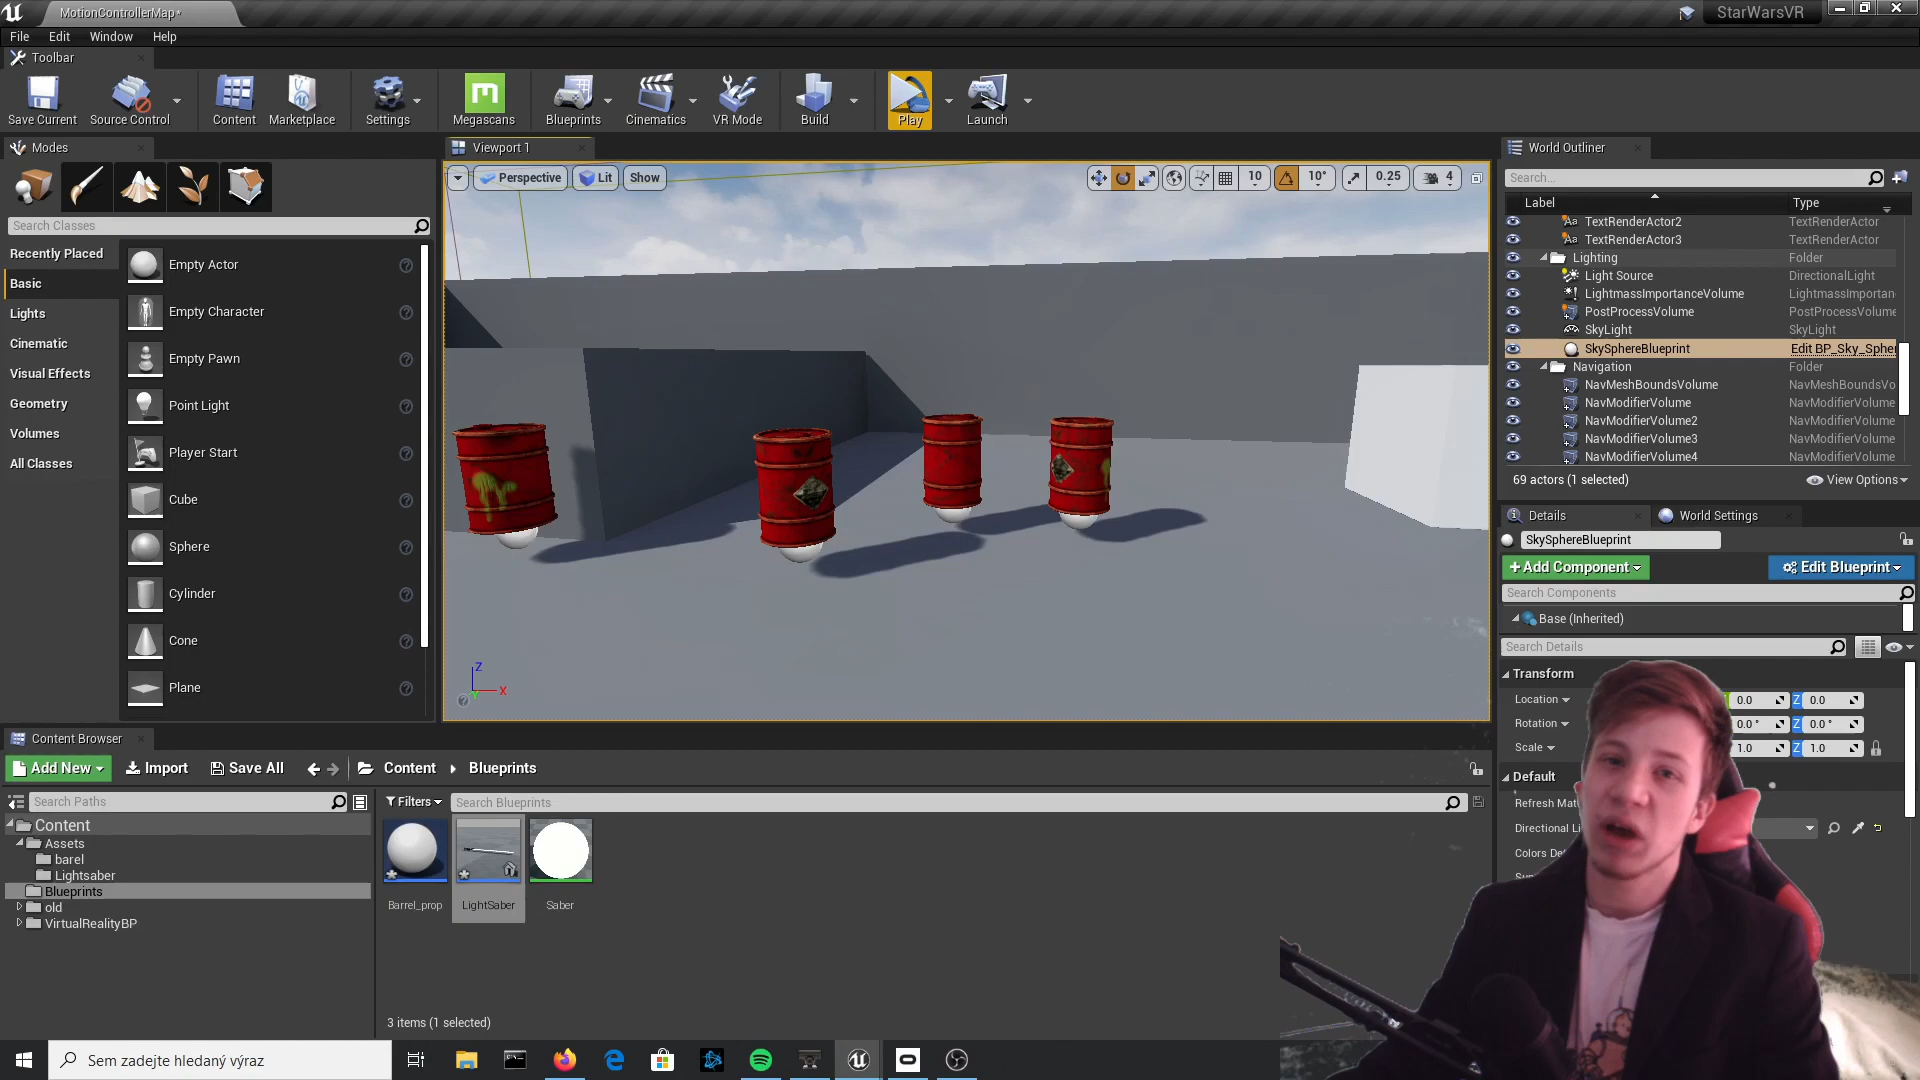 MotionControllerMap*
StarWarsVR
File Edit Window Help
Toolbar
Save Current
Source Control
Content
Marketplace
Settings
Megascans
Blueprints
Cinematics
VR Mode
Build
Play
Launch
Modes
Search Classes
Recently Placed
Basic
Lights
Cinematic
Visual Effects
Geometry
Volumes
All Classes
Empty Actor
Empty Character
Empty Pawn
Point Light
Player Start
Cube
Sphere
Cylinder
Cone
Plane
Viewport 1
Perspective Lit Show
10 10° 0.25 4
Z
X
World Outliner
Search...
Label Type
TextRenderActor2 TextRenderActor
TextRenderActor3 TextRenderActor
Lighting Folder
Light Source DirectionalLight
LightmassImportanceVolume LightmassImportan
PostProcessVolume PostProcessVolume
SkyLight SkyLight
SkySphereBlueprint Edit BP_Sky_Spher
Navigation Folder
NavMeshBoundsVolume NavMeshBoundsVo
NavModifierVolume NavModifierVolume
NavModifierVolume2 NavModifierVolume
NavModifierVolume3 NavModifierVolume
NavModifierVolume4 NavModifierVolume
69 actors (1 selected) View Options
Details World Settings
SkySphereBlueprint
+Add Component Edit Blueprint
Search Components
Base (Inherited)
Search Details
Transform
Location 0.0 Z 0.0
Rotation 0.0° Z 0.0°
Scale 1.0 Z 1.0
Default
Refresh Mat
Directional Li
Colors De
Content Browser
Add New Import Save All Content Blueprints
Search Paths
Content
Assets
barel
Lightsaber
Blueprints
old
VirtualRealityBP
Filters Search Blueprints
Barrel_prop LightSaber Saber
3 items (1 selected)
Sem zadejte hledaný výraz